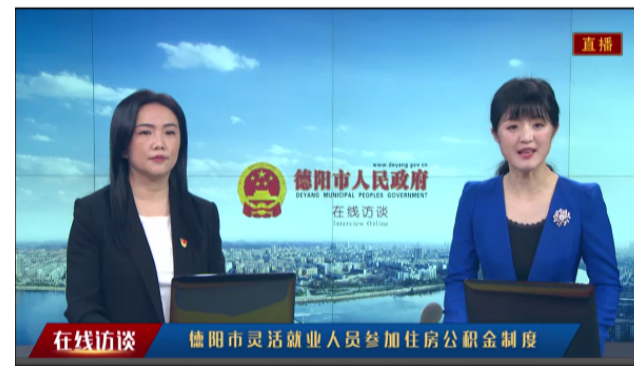 直播
www.deyang.gov.cn
德阳市人民政府
DEYANG MUNICIPAL PEOPLES GOVERNMENT
在线访谈
Interview Online
在线访谈
德阳市灵活就业人员参加住房公积金制度